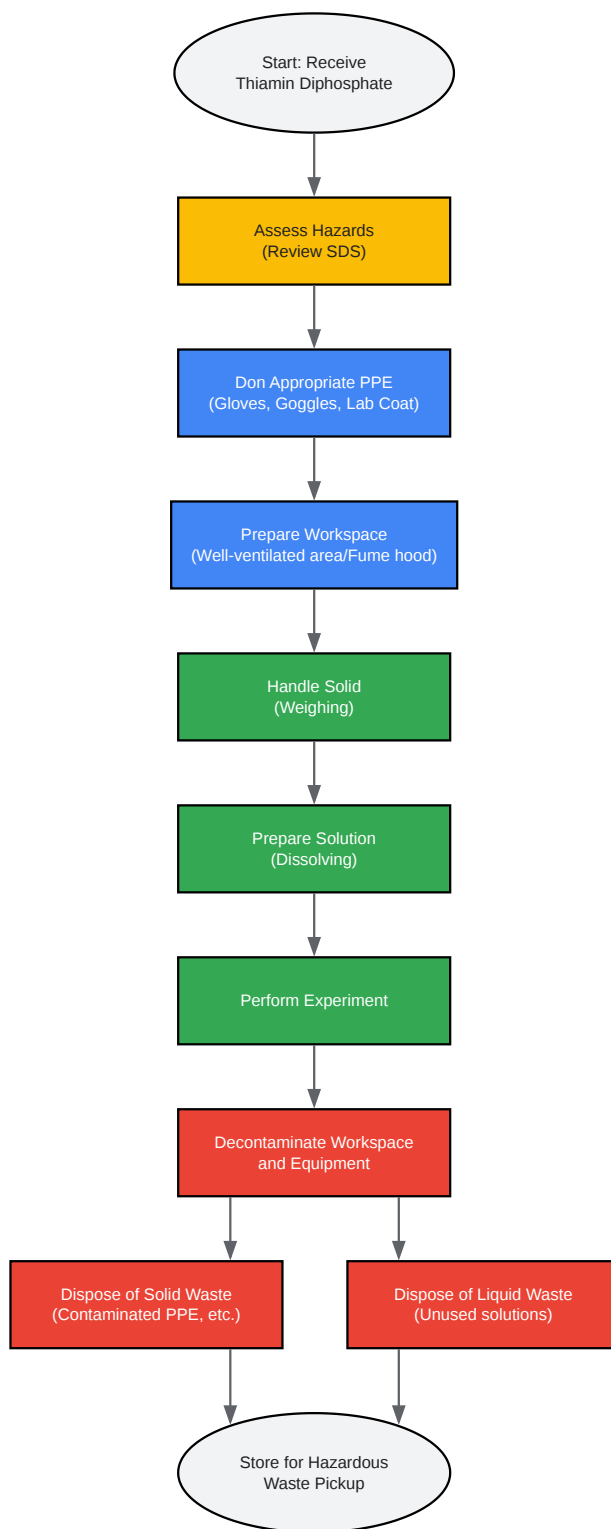 Start: Receive
Thiamin Diphosphate
Assess Hazards
(Review SDS)
Don Appropriate PPE
(Gloves, Goggles, Lab Coat)
Prepare Workspace
(Well-ventilated area/Fume hood)
Handle Solid
(Weighing)
Prepare Solution
(Dissolving)
Perform Experiment
Decontaminate Workspace
and Equipment
Dispose of Solid Waste
(Contaminated PPE, etc.)
Dispose of Liquid Waste
(Unused solutions)
Store for Hazardous
Waste Pickup